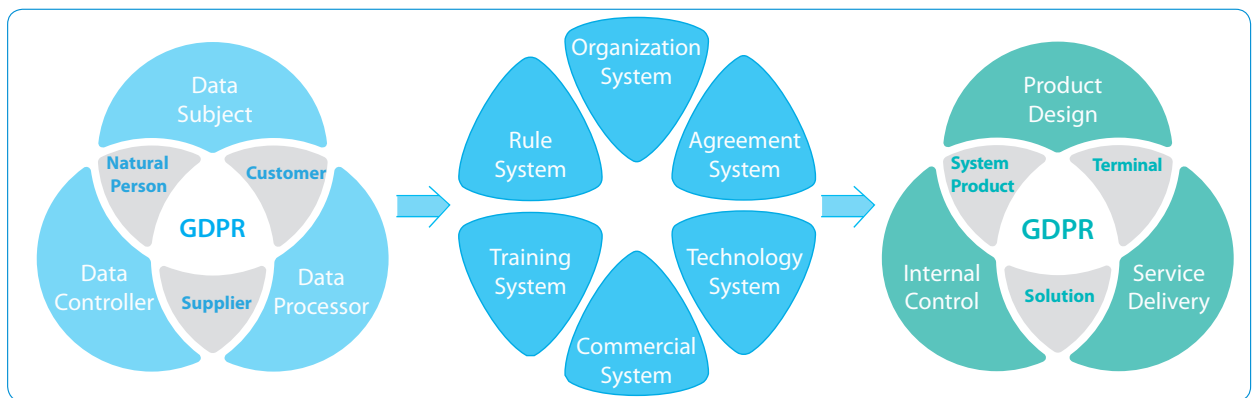 Data
Subject
Natural
Person
Customer
GDPR
Data
Controller
Supplier
Data
Processor
Organization
System
Rule
System
Agreement
System
Training
System
Technology
System
Commercial
System
Product
Design
System
Product
Terminal
GDPR
Internal
Control
Solution
Service
Delivery